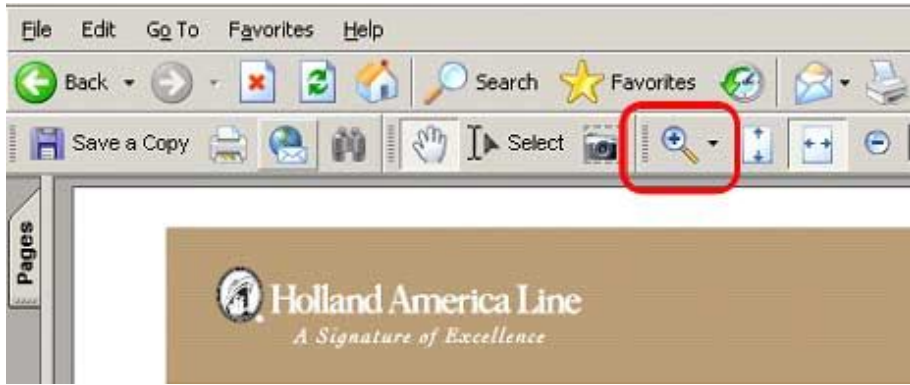 File Edit Go To Favorites Help
Back Search Favorites
Save a Copy Select
Pages
Holland America Line
A Signature of Excellence